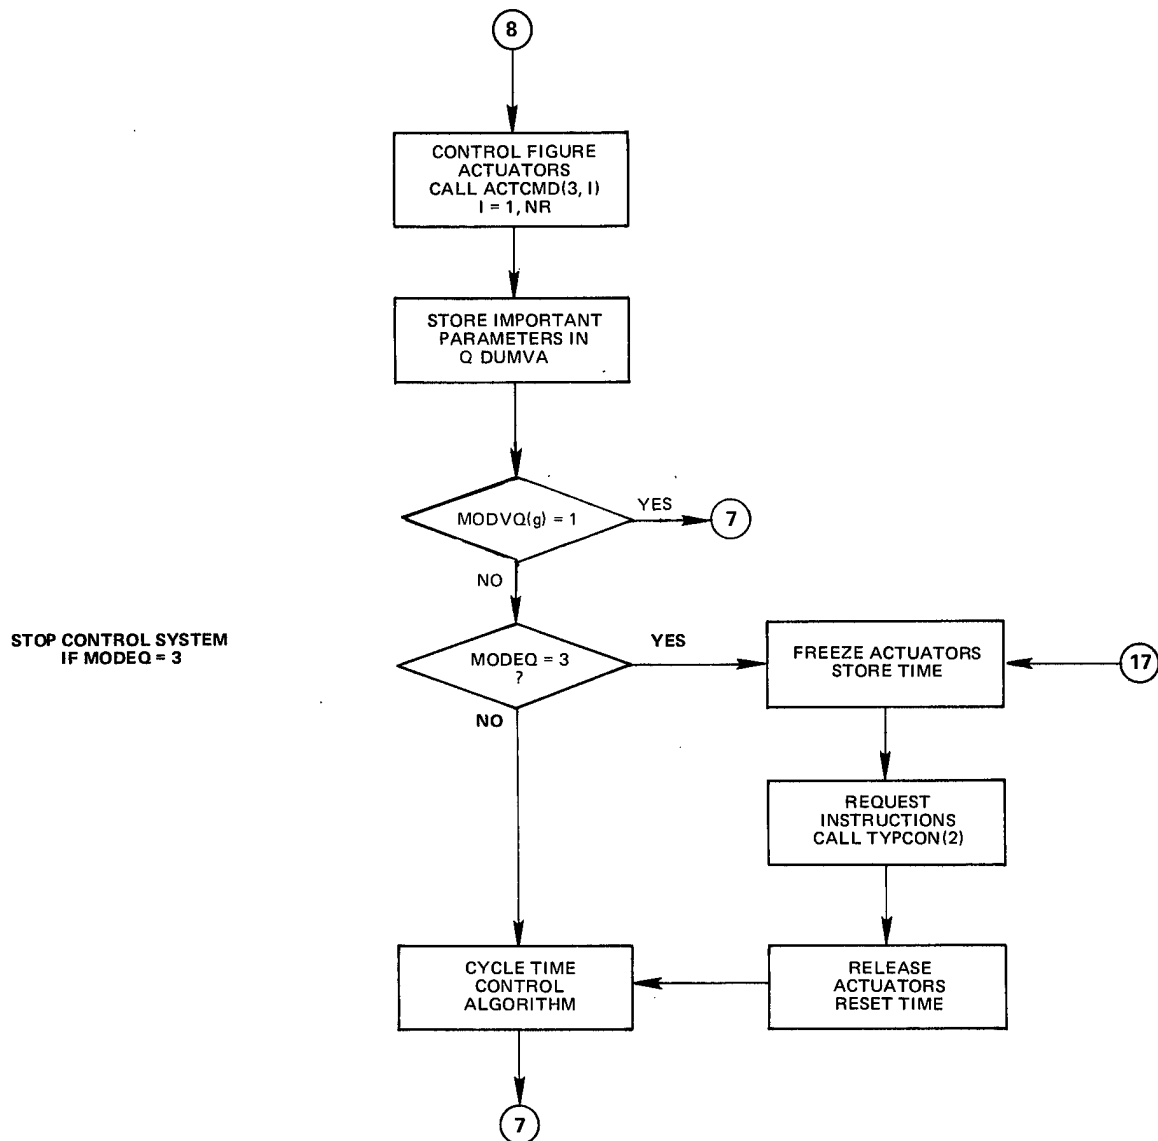 8
CONTROL FIGURE
ACTUATORS
CALL ACTCMD(3, I)
I = 1, NR
STORE IMPORTANT
PARAMETERS IN
Q DUMVA
MODVQ(g) = 1
YES
7
NO
STOP CONTROL SYSTEM
IF MODEQ = 3
MODEQ = 3
?
YES
FREEZE ACTUATORS
STORE TIME
17
NO
REQUEST
INSTRUCTIONS
CALL TYPCON(2)
CYCLE TIME
CONTROL
ALGORITHM
RELEASE
ACTUATORS
RESET TIME
7